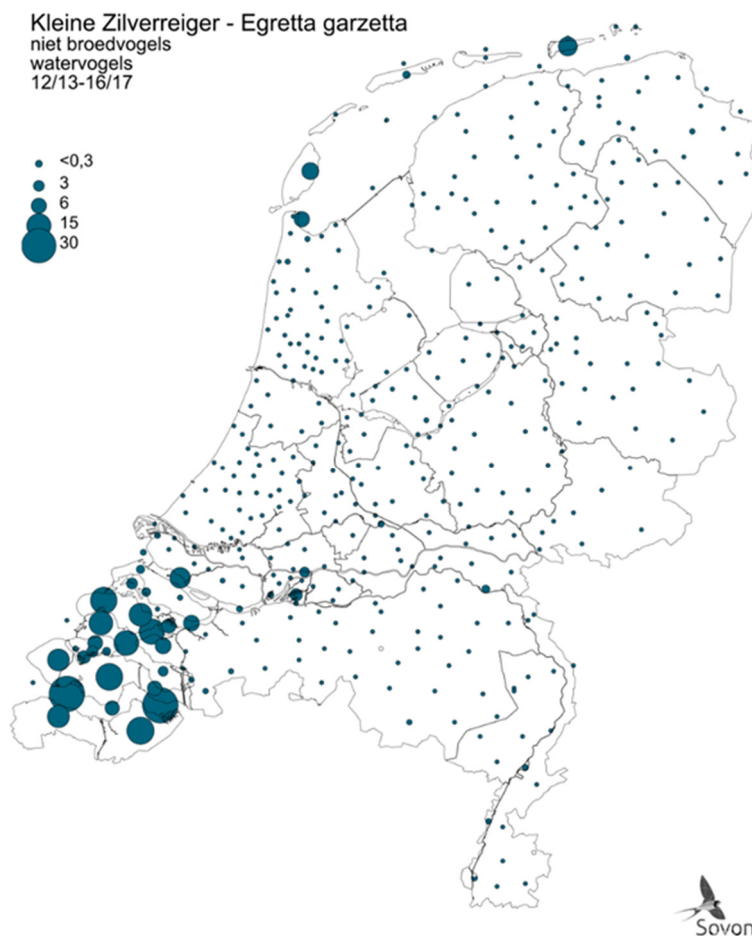 Kleine Zilverreiger - Egretta garzetta
niet broedvogels
watervogels
12/13-16/17
<0,3
3
6
15
30
Sovon